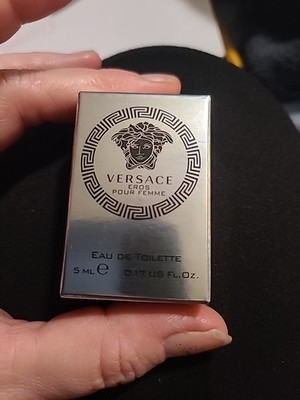 VERSACE
EROS
POUR FEMME
EAU DE TOILETTE
5 ML ℮ 0.17 US FL.OZ.